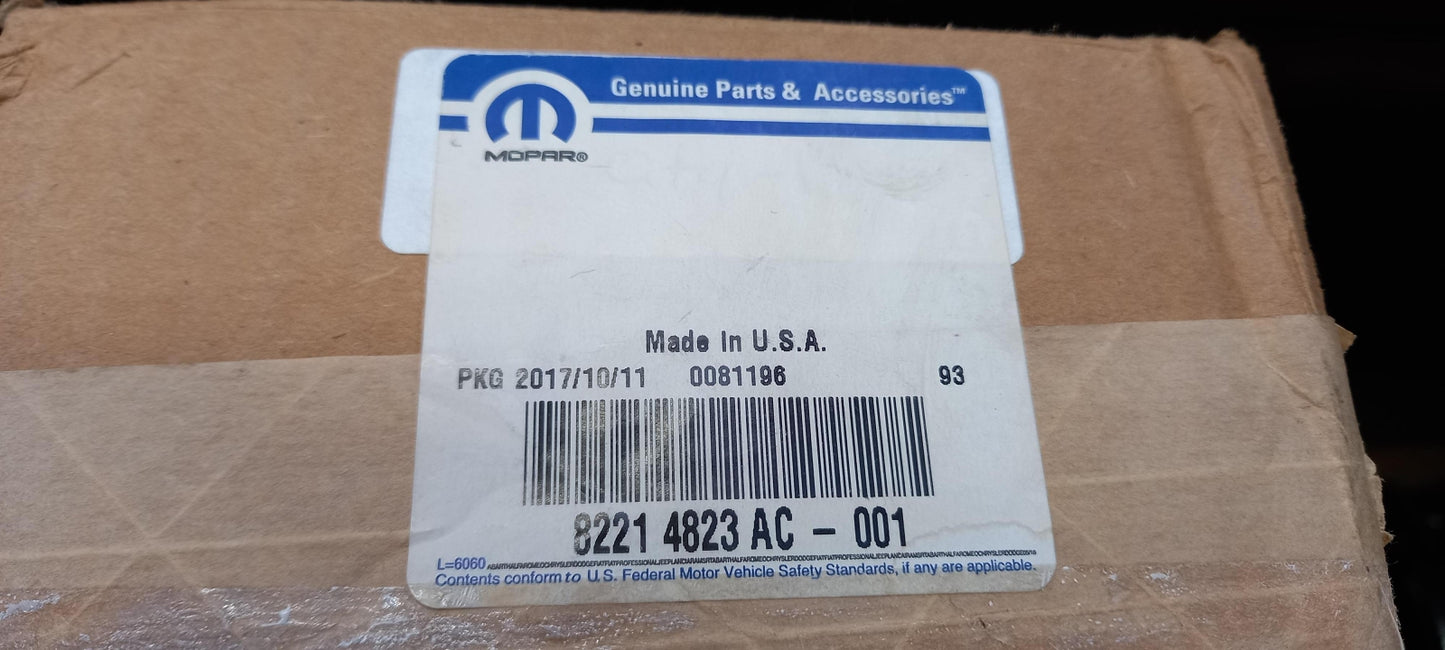 Genuine Parts & Accessories™
MOPAR®
Made In U.S.A.
PKG 2017/10/11 0081196 93
8221 4823 AC - 001
L=6060
Contents conform to U.S. Federal Motor Vehicle Safety Standards, if any are applicable.